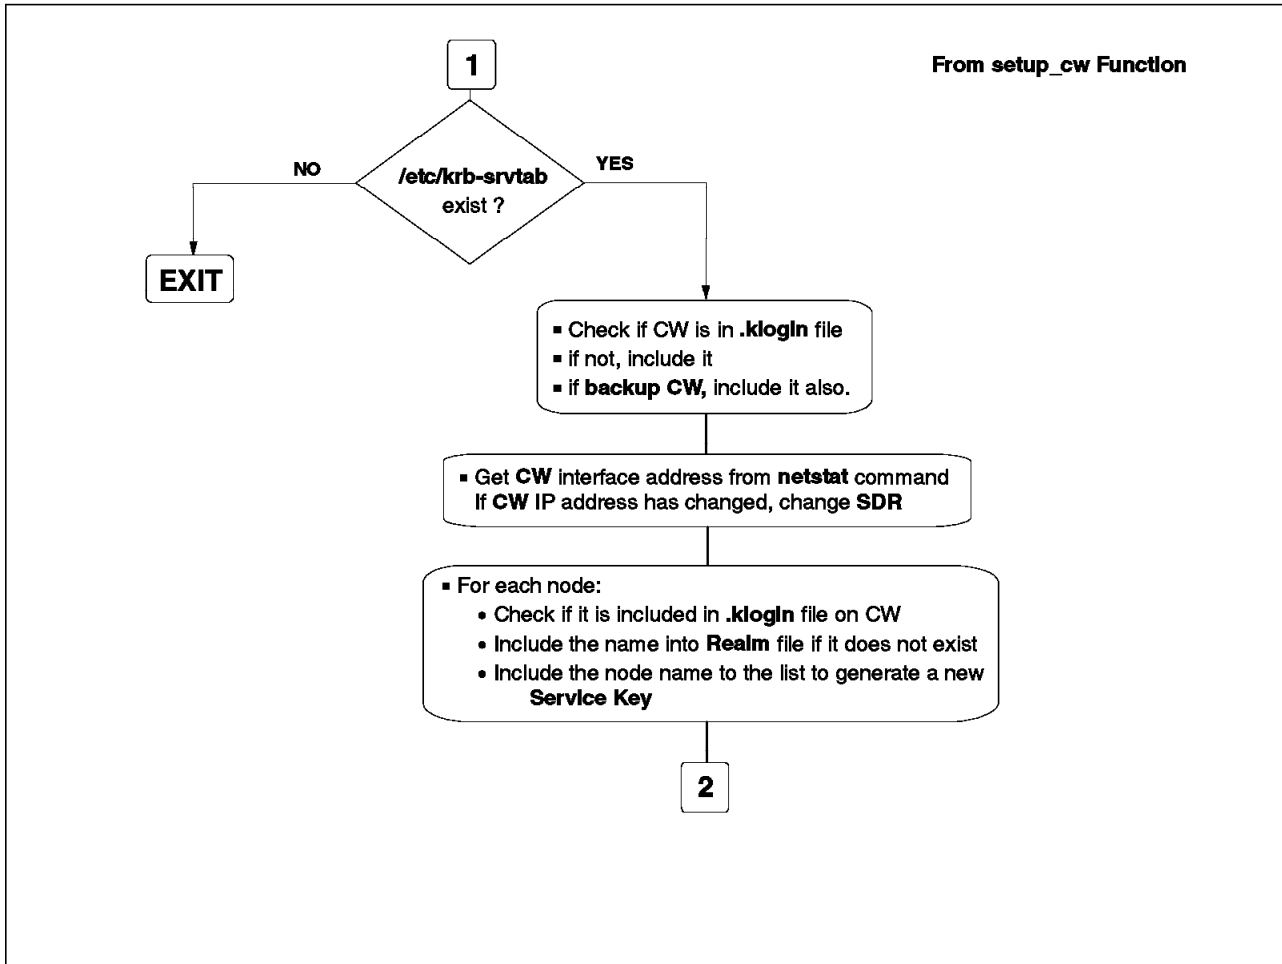 1
From setup_cw Function
NO
YES
/etc/krb-srvtab
exist ?
EXIT
▪ Check if CW is in .klogin file
▪ if not, include it
▪ if backup CW, include it also.
▪ Get CW interface address from netstat command
If CW IP address has changed, change SDR
▪ For each node:
• Check if it is included in .klogin file on CW
• Include the name into Realm file if it does not exist
• Include the node name to the list to generate a new
Service Key
2